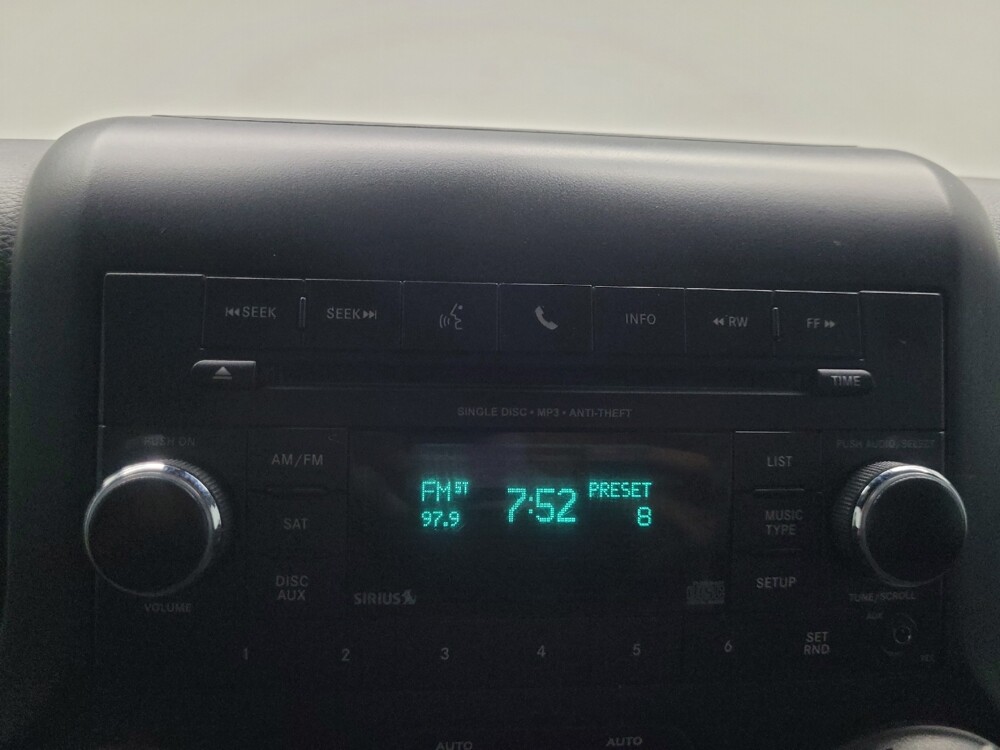 SEEK SEEK INFO RW FF
TIME
SINGLE DISC • MP3 • ANTI-THEFT
PUSH ON PUSH AUDIO/SELECT
AM/FM LIST
FM ST 7:52 PRESET
97.9 8
SAT MUSIC
TYPE
DISC
AUX
SETUP
SIRIUS
VOLUME TUNE/SCROLL
AUX
1 2 3 4 5 6 SET
RND
AUTO AUTO